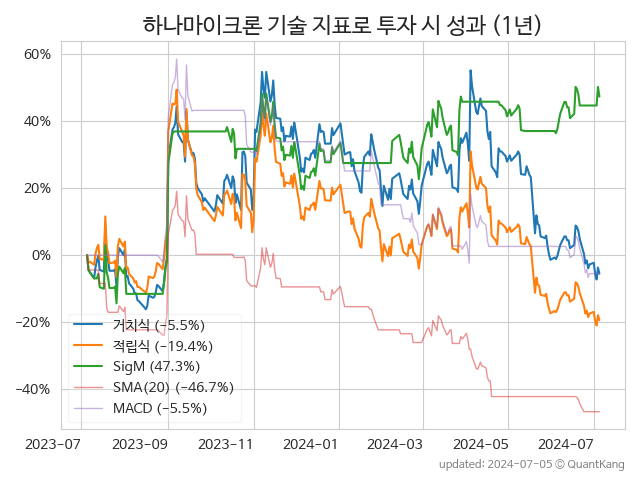 하나마이크론 기술 지표로 투자 시 성과 (1년)
60%
40%
20%
0%
−20%
−40%
거치식 (−5.5%)
적립식 (−19.4%)
SigM (47.3%)
SMA(20) (−46.7%)
MACD (−5.5%)
2023-07
2023-09
2023-11
2024-01
2024-03
2024-05
2024-07
updated: 2024-07-05 © QuantKang